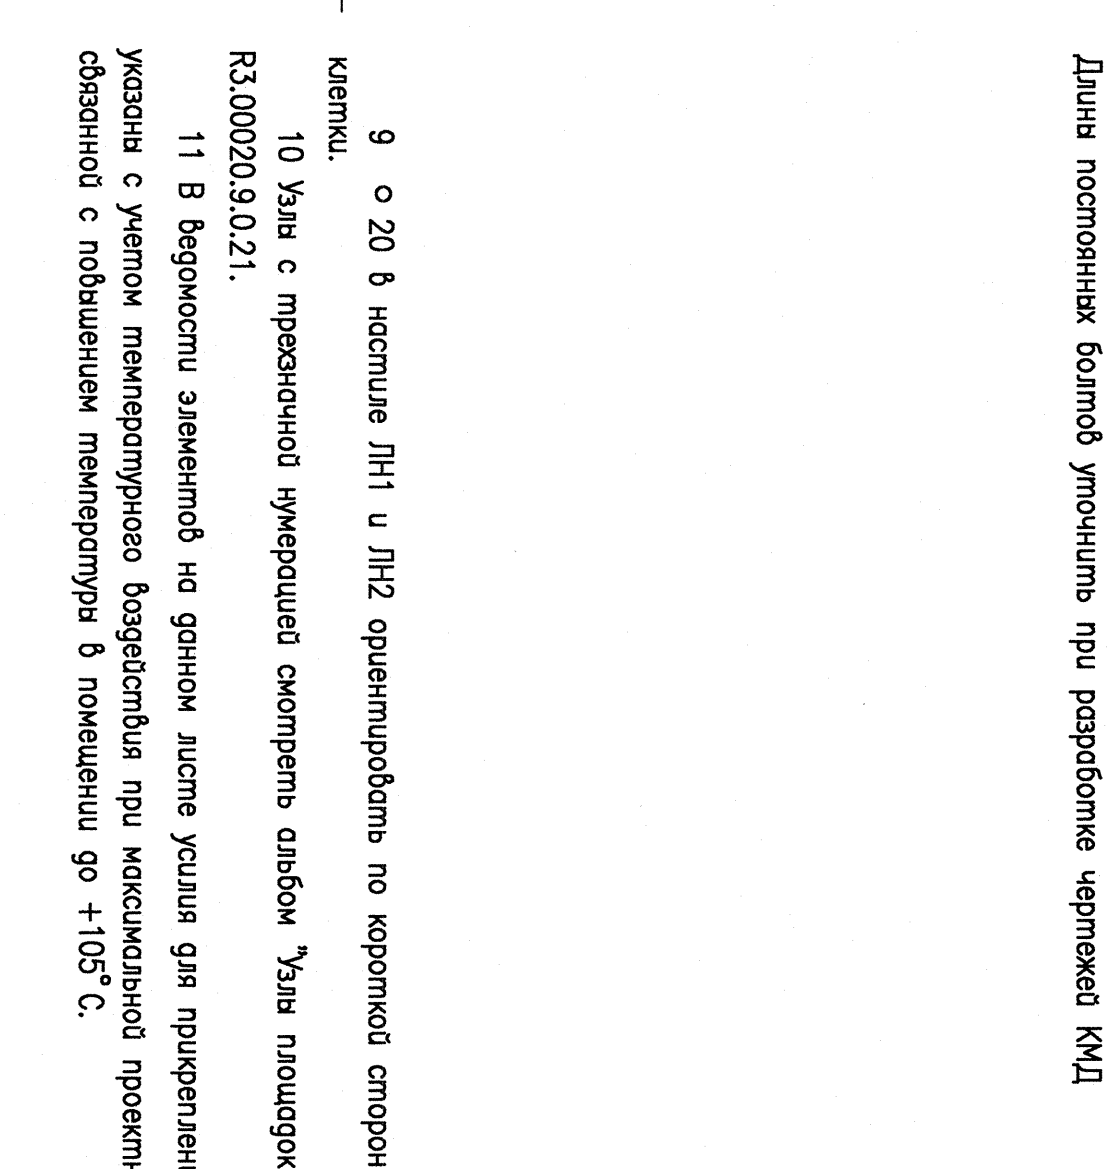 Длины постоянных болтов уточнить при разработке чертежей КМД
9 ○ 20 в настиле ЛН1 и ЛН2 ориентировать по короткой сторон
клетки.
10 Узлы с трехзначной нумерацией смотреть альбом "Узлы площадок
R3.00020.9.0.21.
11 В ведомости элементов на данном листе усилия для прикреплен
указаны с учетом температурного воздействия при максимальной проектн
связанной с повышением температуры в помещении до +105°С.